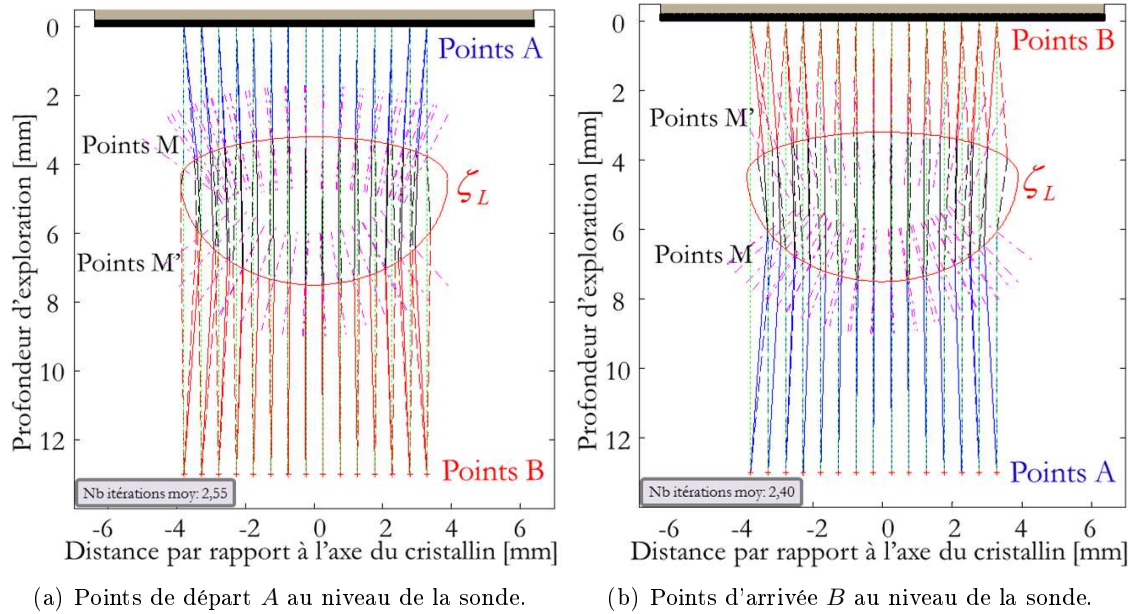 0
2
4
6
8
10
12
Profondeur d'exploration [mm]
Points A
Points M
ζL
Points M'
Points B
Nb itérations moy: 2,55
-6
-4
-2
0
2
4
6
Distance par rapport à l'axe du cristallin [mm]
(a) Points de départ A au niveau de la sonde.
0
2
4
6
8
10
12
Profondeur d'exploration [mm]
Points B
Points M'
ζL
Points M
Points A
Nb itérations moy: 2,40
-6
-4
-2
0
2
4
6
Distance par rapport à l'axe du cristallin [mm]
(b) Points d'arrivée B au niveau de la sonde.